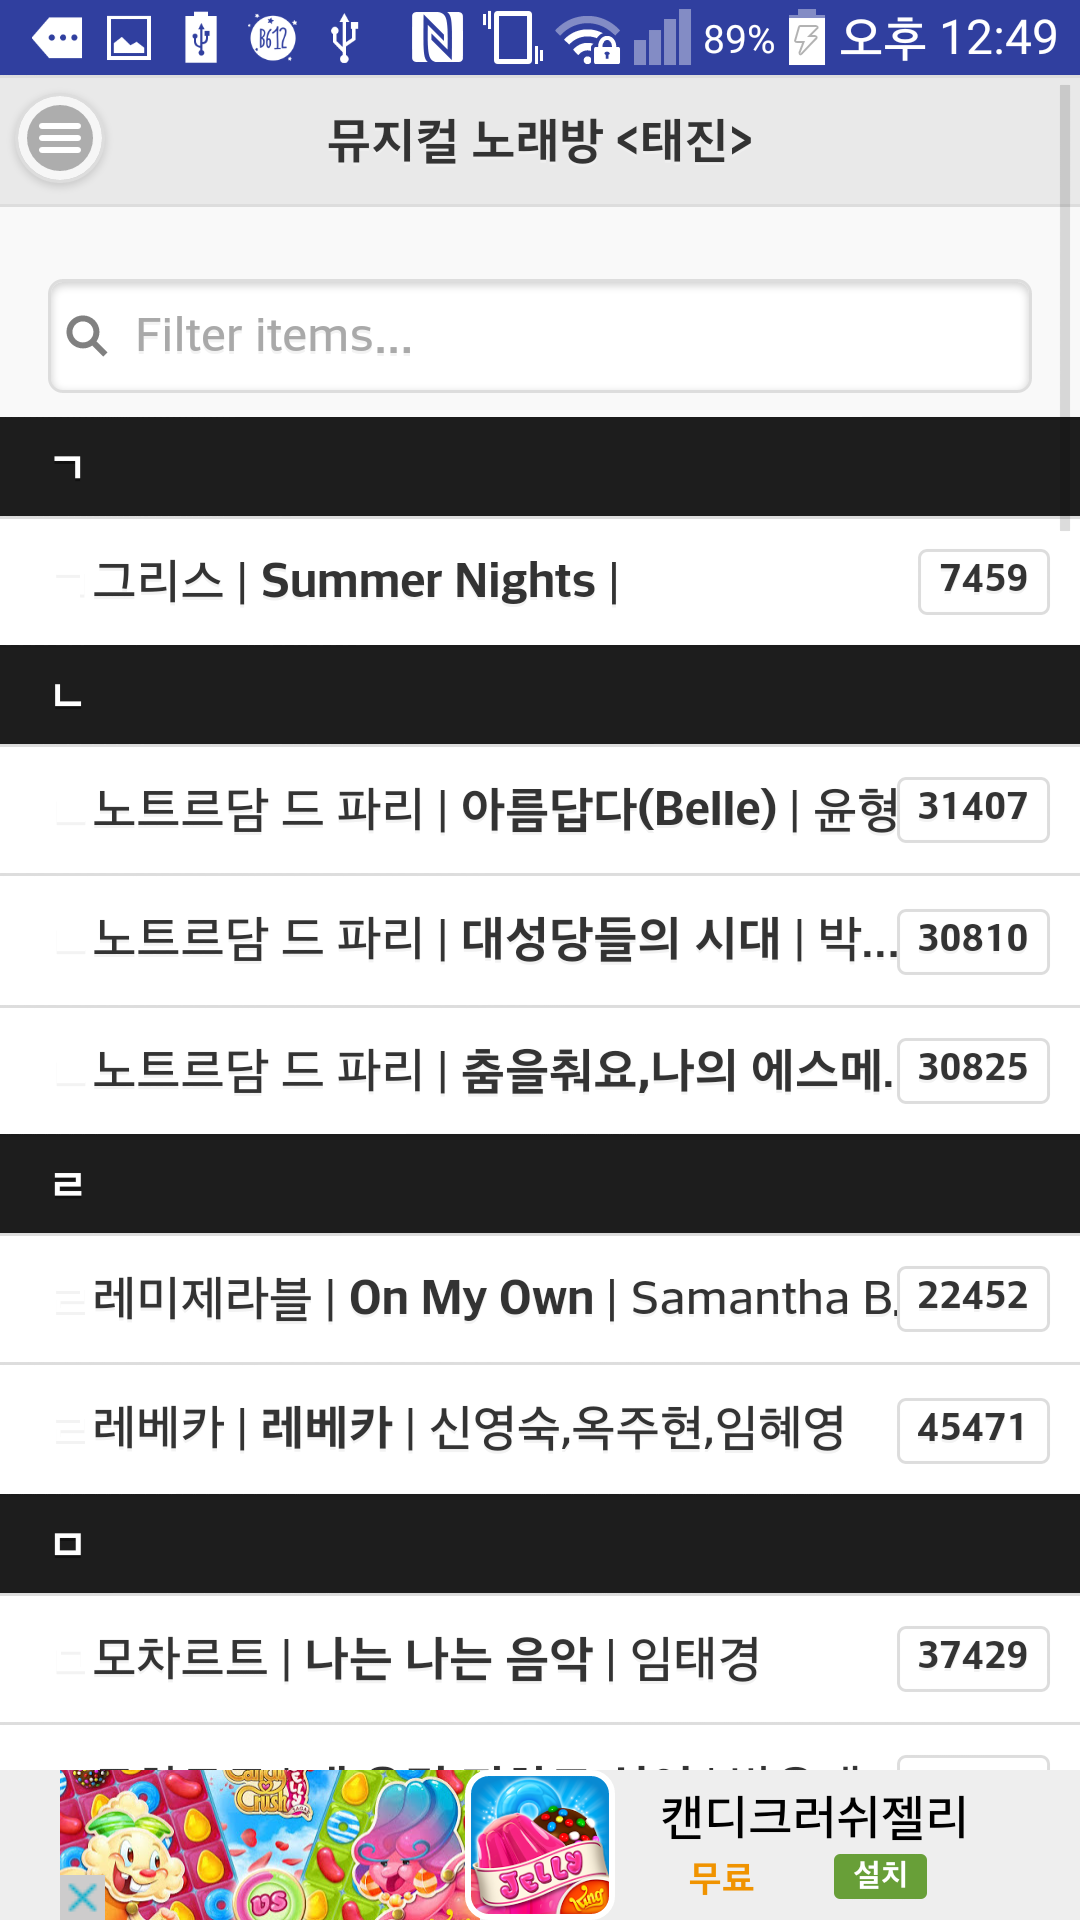 B612
89%
오후 12:49
뮤지컬 노래방 <태진>
Filter items...
ㄱ
그리스 | Summer Nights |
7459
ㄴ
노트르담 드 파리 | 아름답다(Belle) | 윤형
31407
노트르담 드 파리 | 대성당들의 시대 | 박...
30810
노트르담 드 파리 | 춤을춰요,나의 에스메.
30825
ㄹ
레미제라블 | On My Own | Samantha B.
22452
레베카 | 레베카 | 신영숙,옥주현,임혜영
45471
ㅁ
모차르트 | 나는 나는 음악 | 임태경
37429
Candy
Crush
JELLY
VS
JELLY
King
캔디크러쉬젤리
무료
설치